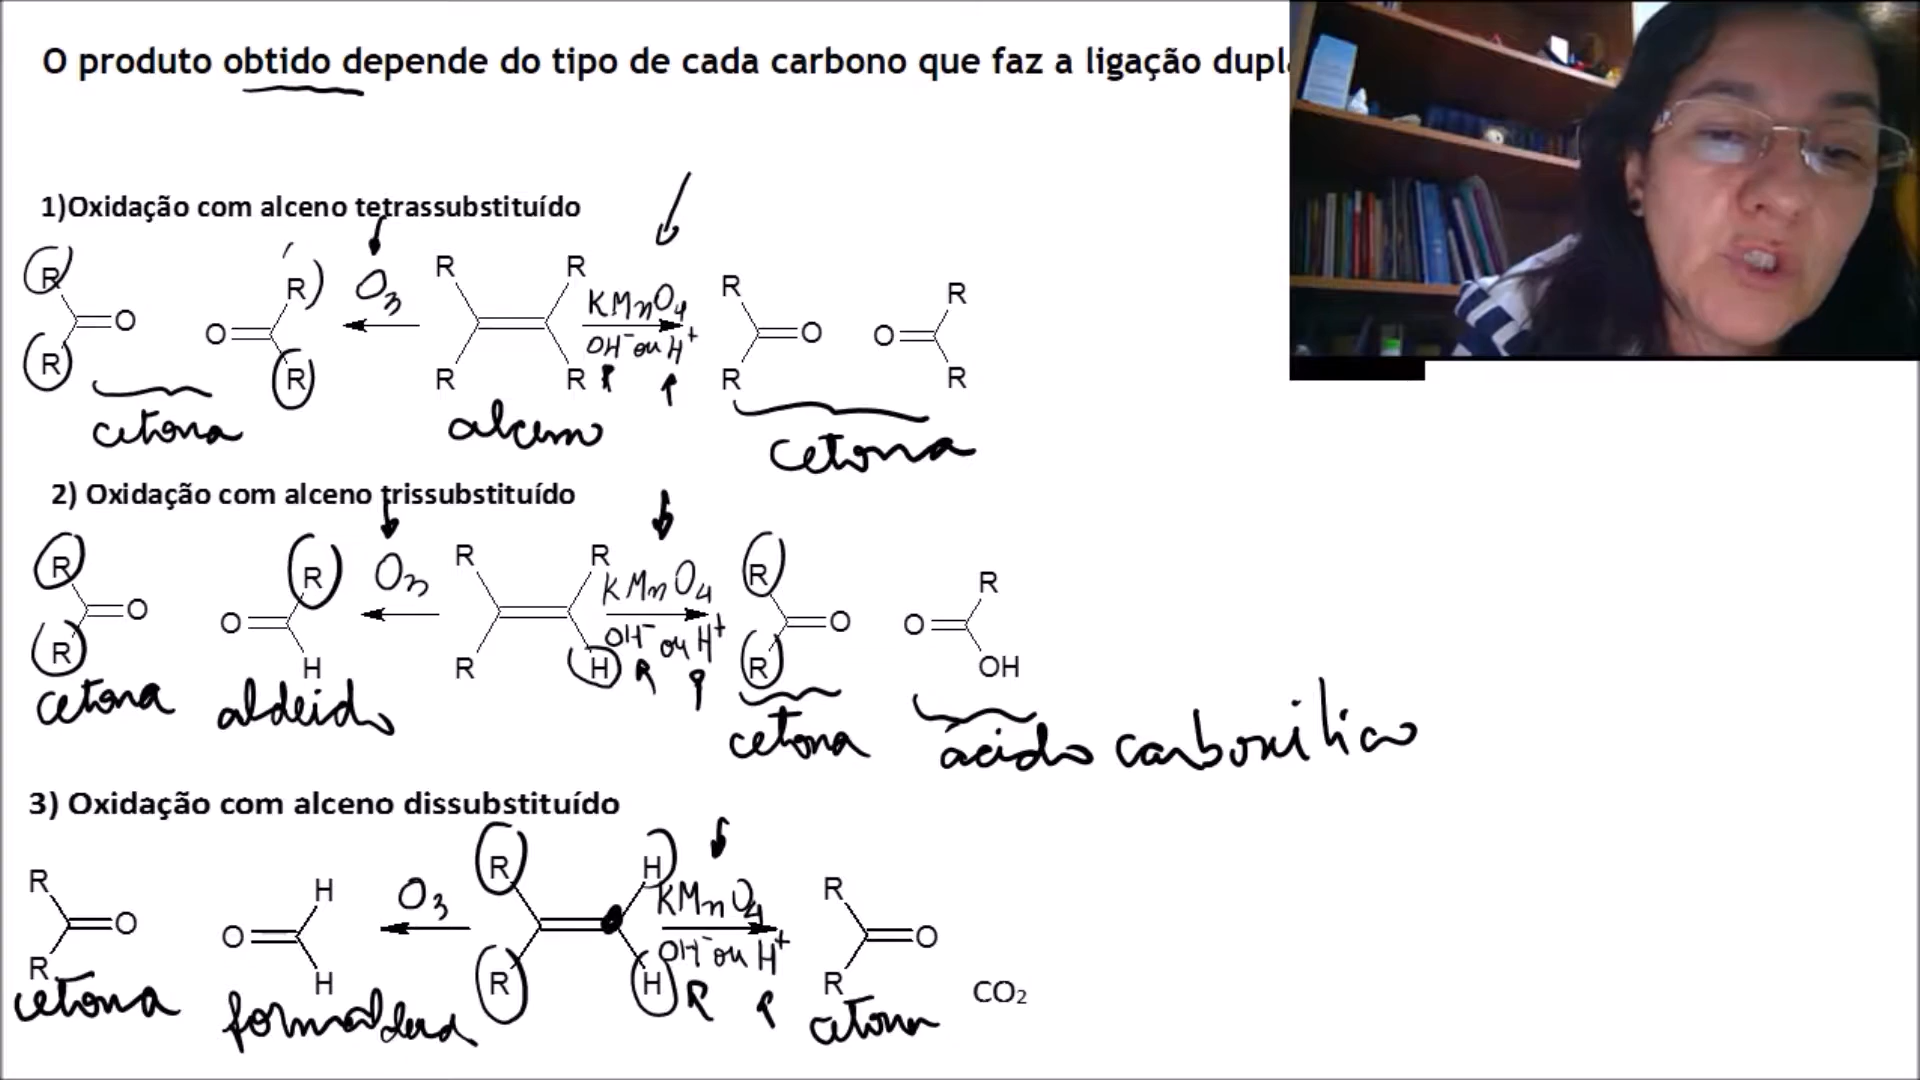 O produto obtido depende do tipo de cada carbono que faz a ligação dupl
1)Oxidação com alceno tetrassubstituído
R R O3 R R KMnO4 R R
O O OH- ou H+ O O
R R R R R R
cetona alceno cetona
2) Oxidação com alceno trissubstituído
R R O3 R R KMnO4 R R
O O OH- ou H+ O O
R H R H R OH
cetona aldeido cetona ácido carboxilico
3) Oxidação com alceno dissubstituído
R H O3 R H KMnO4 R
O O OH- ou H+ O
R H R H R CO2
cetona cetona